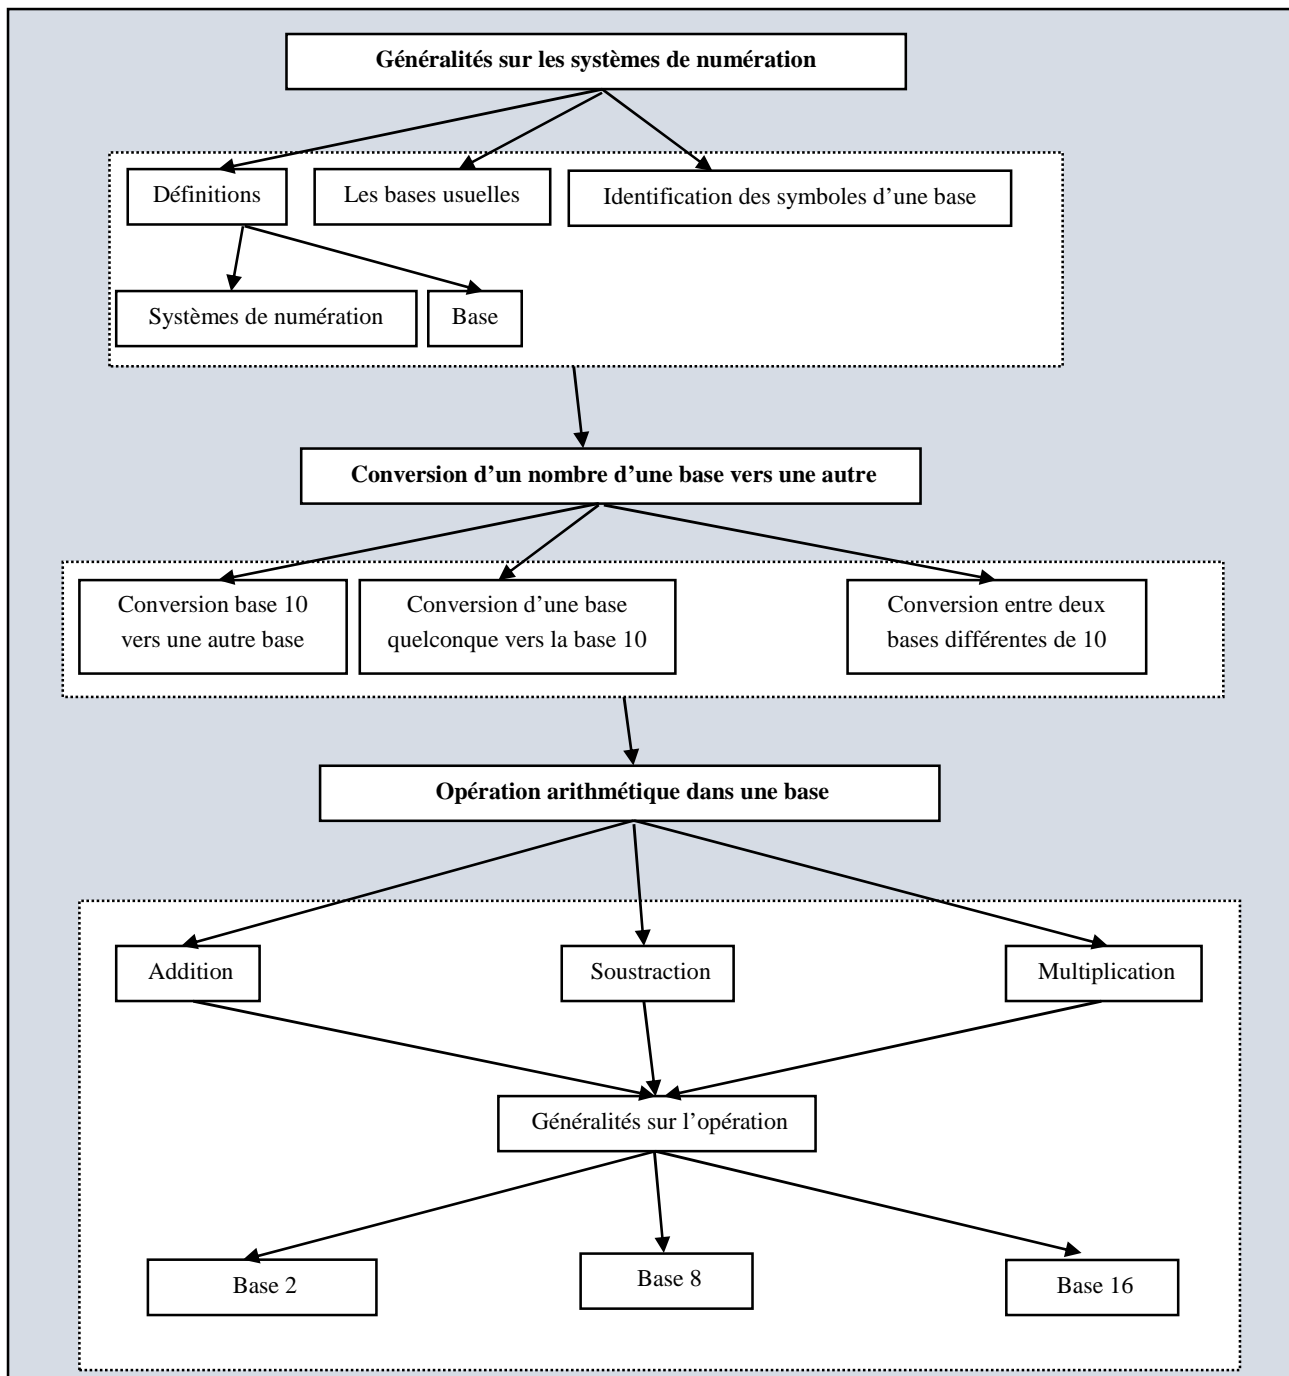 Généralités sur les systèmes de numération
Définitions
Les bases usuelles
Identification des symboles d’une base
Systèmes de numération
Base
Conversion d’un nombre d’une base vers une autre
Conversion base 10
vers une autre base
Conversion d’une base
quelconque vers la base 10
Conversion entre deux
bases différentes de 10
Opération arithmétique dans une base
Addition
Soustraction
Multiplication
Généralités sur l’opération
Base 2
Base 8
Base 16